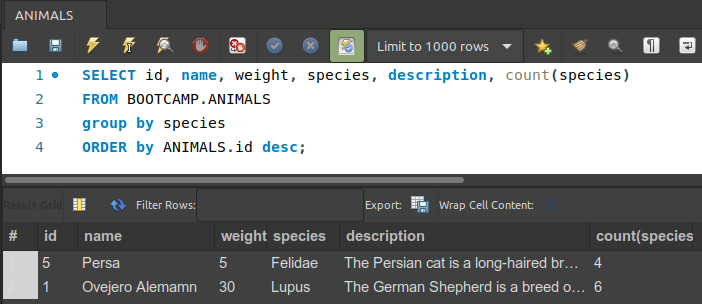 ANIMALS
Limit to 1000 rows
1 SELECT id, name, weight, species, description, count(species)
2 FROM BOOTCAMP.ANIMALS
3 group by species
4 ORDER by ANIMALS.id desc;
Result Grid Filter Rows: Export: Wrap Cell Content:
# id name weight species description count(species
5 Persa 5 Felidae The Persian cat is a long-haired br... 4
1 Ovejero Alemamn 30 Lupus The German Shepherd is a breed o... 6